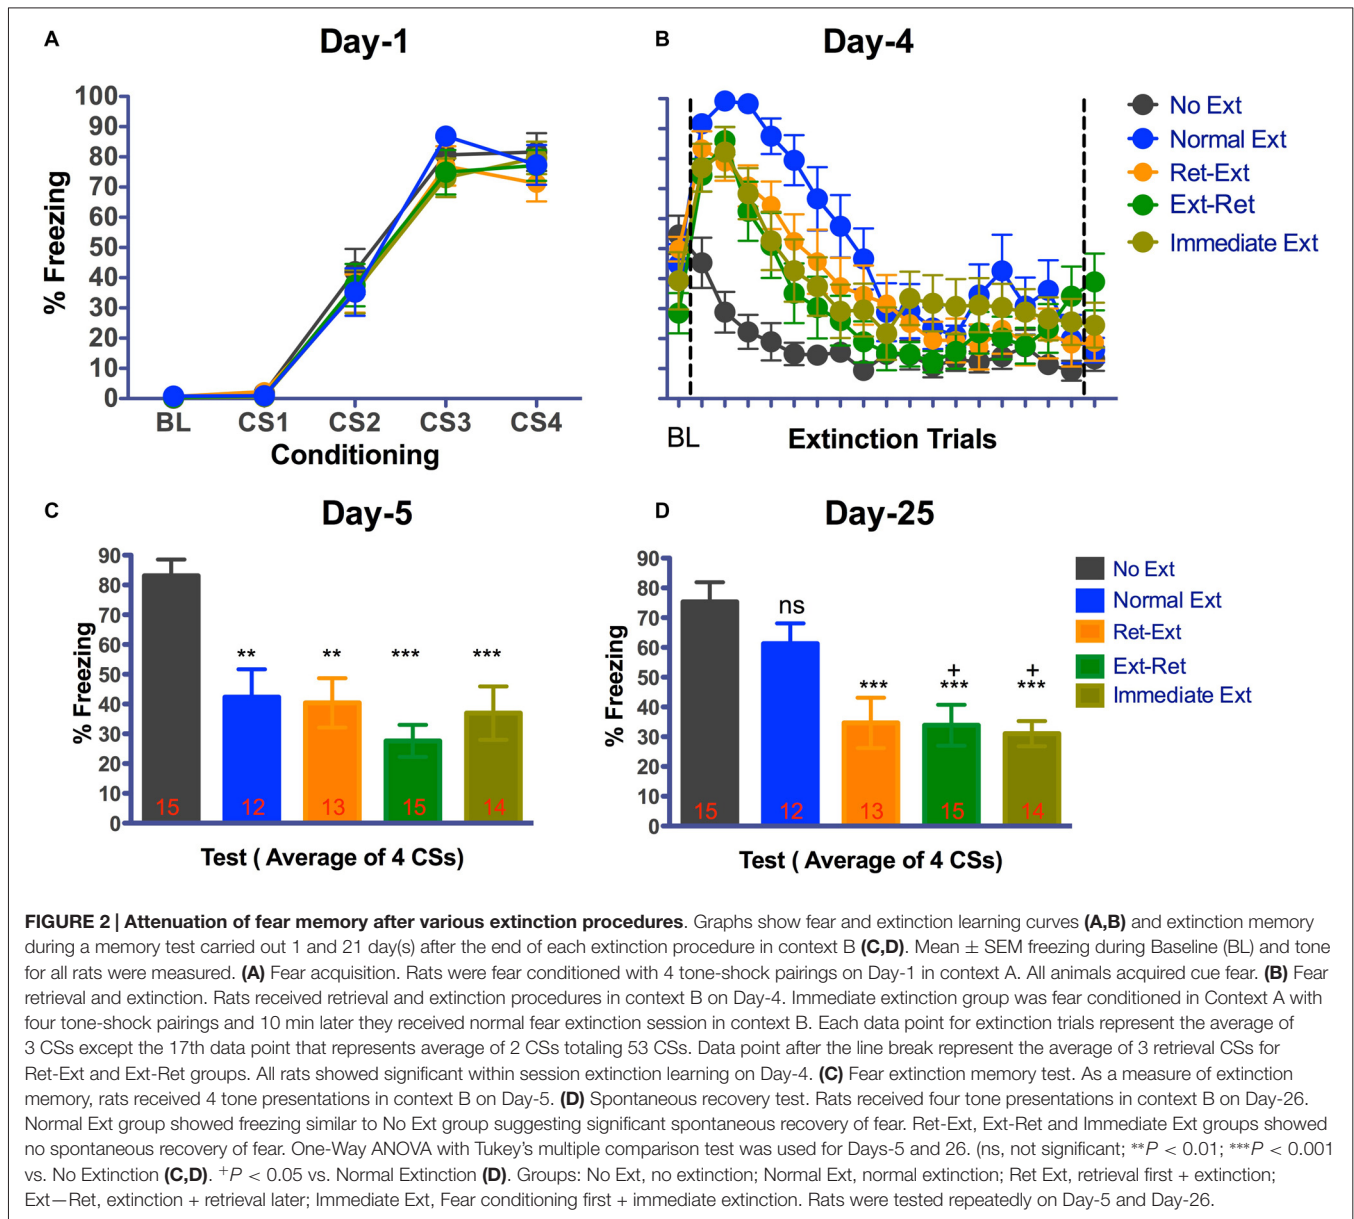 A
Day-1
% Freezing
100
90
80
70
60
50
40
30
20
10
0
BL CS1 CS2 CS3 CS4
Conditioning
B
Day-4
BL
Extinction Trials
No Ext
Normal Ext
Ret-Ext
Ext-Ret
Immediate Ext
C
Day-5
% Freezing
90
80
70
60
50
40
30
20
10
0
** ** *** ***
15 12 13 15 14
Test ( Average of 4 CSs)
D
Day-25
% Freezing
90
80
70
60
50
40
30
20
10
0
ns
+ +
*** *** ***
15 12 13 15 14
Test ( Average of 4 CSs)
No Ext
Normal Ext
Ret-Ext
Ext-Ret
Immediate Ext
FIGURE 2 | Attenuation of fear memory after various extinction procedures. Graphs show fear and extinction learning curves (A,B) and extinction memory
during a memory test carried out 1 and 21 day(s) after the end of each extinction procedure in context B (C,D). Mean ± SEM freezing during Baseline (BL) and tone
for all rats were measured. (A) Fear acquisition. Rats were fear conditioned with 4 tone-shock pairings on Day-1 in context A. All animals acquired cue fear. (B) Fear
retrieval and extinction. Rats received retrieval and extinction procedures in context B on Day-4. Immediate extinction group was fear conditioned in Context A with
four tone-shock pairings and 10 min later they received normal fear extinction session in context B. Each data point for extinction trials represent the average of
3 CSs except the 17th data point that represents average of 2 CSs totaling 53 CSs. Data point after the line break represent the average of 3 retrieval CSs for
Ret-Ext and Ext-Ret groups. All rats showed significant within session extinction learning on Day-4. (C) Fear extinction memory test. As a measure of extinction
memory, rats received 4 tone presentations in context B on Day-5. (D) Spontaneous recovery test. Rats received four tone presentations in context B on Day-26.
Normal Ext group showed freezing similar to No Ext group suggesting significant spontaneous recovery of fear. Ret-Ext, Ext-Ret and Immediate Ext groups showed
no spontaneous recovery of fear. One-Way ANOVA with Tukey's multiple comparison test was used for Days-5 and 26. (ns, not significant; **P < 0.01; ***P < 0.001
vs. No Extinction (C,D). +P < 0.05 vs. Normal Extinction (D). Groups: No Ext, no extinction; Normal Ext, normal extinction; Ret Ext, retrieval first + extinction;
Ext—Ret, extinction + retrieval later; Immediate Ext, Fear conditioning first + immediate extinction. Rats were tested repeatedly on Day-5 and Day-26.